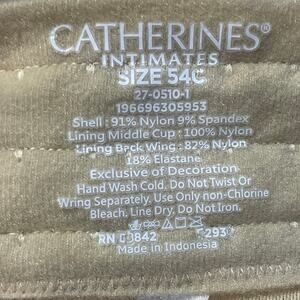 CATHERINES®
INTIMATES
SIZE 54C
27-0510-1
196696305953
Shell : 91% Nylon 9% Spandex
Lining Middle Cup : 100% Nylon
Lining Back Wing : 82% Nylon
18% Elastane
Exclusive of Decoration
Hand Wash Cold. Do Not Twist or
Wring Separately. Use Only non-Chlorine
Bleach. Line Dry. Do Not Iron.
RN
Made in Indonesia